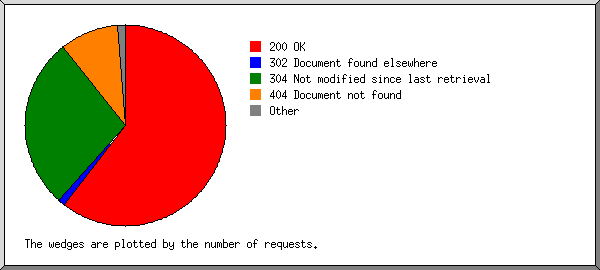 200 OK
302 Document found elsewhere
304 Not modified since last retrieval
404 Document not found
Other
The wedges are plotted by the number of requests.